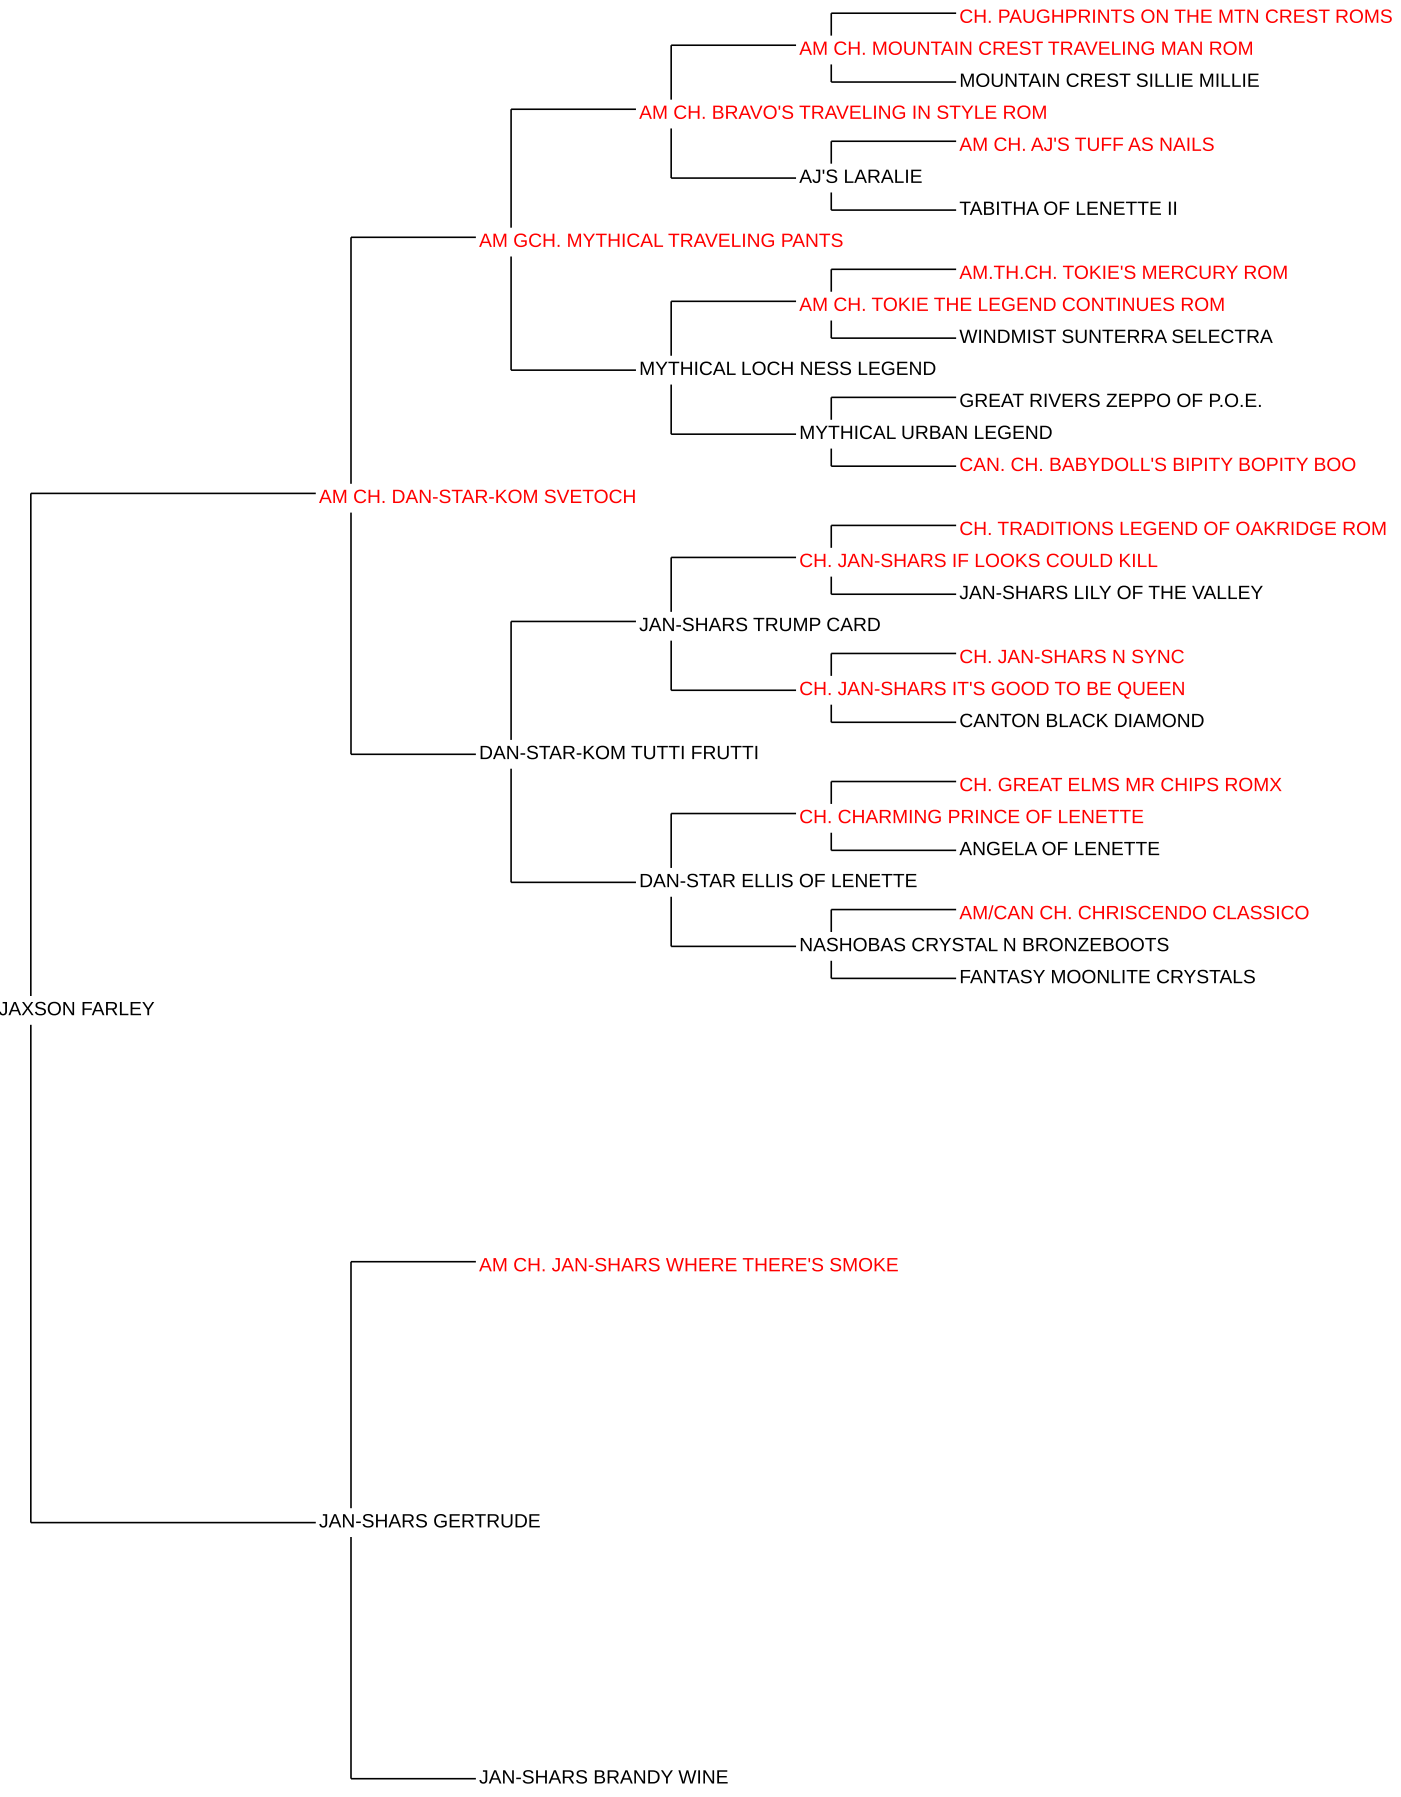 CH. PAUGHPRINTS ON THE MTN CREST ROMS
AM CH. MOUNTAIN CREST TRAVELING MAN ROM
MOUNTAIN CREST SILLIE MILLIE
AM CH. BRAVO'S TRAVELING IN STYLE ROM
AM CH. AJ'S TUFF AS NAILS
AJ'S LARALIE
TABITHA OF LENETTE II
AM GCH. MYTHICAL TRAVELING PANTS
AM.TH.CH. TOKIE'S MERCURY ROM
AM CH. TOKIE THE LEGEND CONTINUES ROM
WINDMIST SUNTERRA SELECTRA
MYTHICAL LOCH NESS LEGEND
GREAT RIVERS ZEPPO OF P.O.E.
MYTHICAL URBAN LEGEND
CAN. CH. BABYDOLL'S BIPITY BOPITY BOO
AM CH. DAN-STAR-KOM SVETOCH
CH. TRADITIONS LEGEND OF OAKRIDGE ROM
CH. JAN-SHARS IF LOOKS COULD KILL
JAN-SHARS LILY OF THE VALLEY
JAN-SHARS TRUMP CARD
CH. JAN-SHARS N SYNC
CH. JAN-SHARS IT'S GOOD TO BE QUEEN
CANTON BLACK DIAMOND
DAN-STAR-KOM TUTTI FRUTTI
CH. GREAT ELMS MR CHIPS ROMX
CH. CHARMING PRINCE OF LENETTE
ANGELA OF LENETTE
DAN-STAR ELLIS OF LENETTE
AM/CAN CH. CHRISCENDO CLASSICO
NASHOBAS CRYSTAL N BRONZEBOOTS
FANTASY MOONLITE CRYSTALS
JAXSON FARLEY
AM CH. JAN-SHARS WHERE THERE'S SMOKE
JAN-SHARS GERTRUDE
JAN-SHARS BRANDY WINE